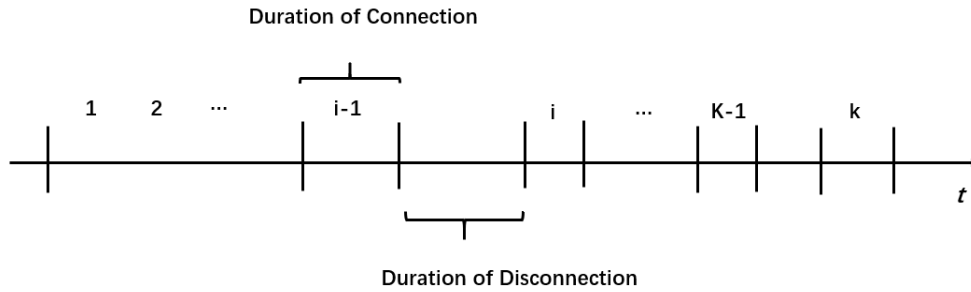 Duration of Connection
1 2 ... i-1 i ... K-1 k
t
Duration of Disconnection